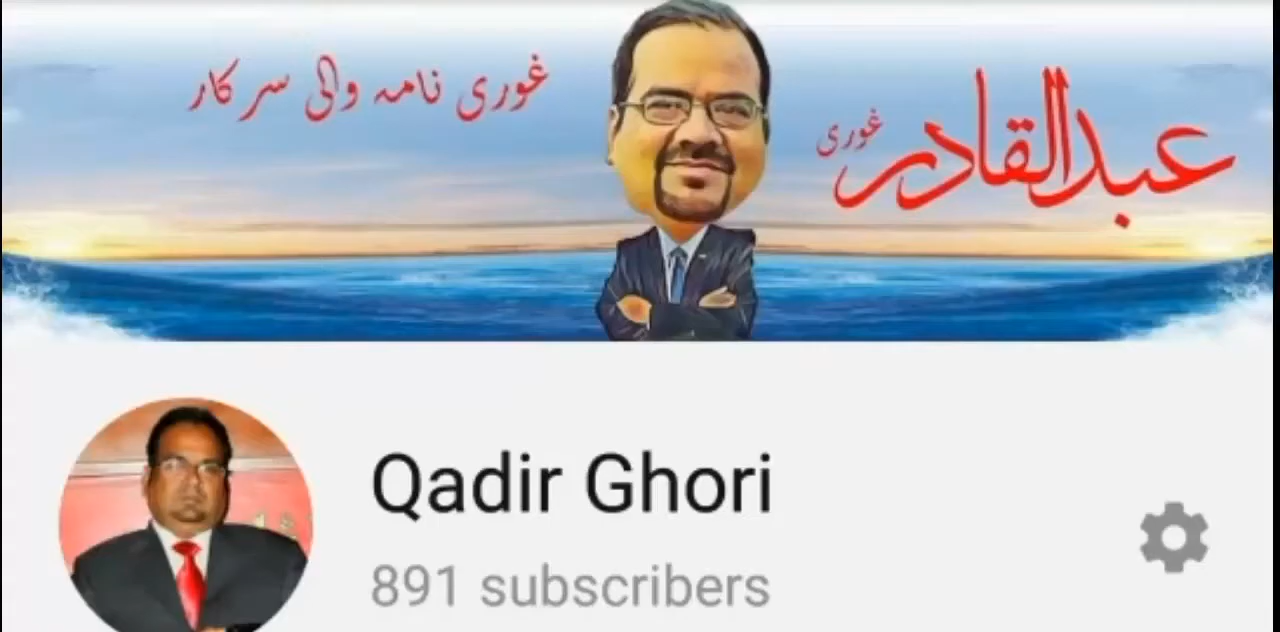 غوری نامہ والی سرکار
عبدالقادر غوری
Qadir Ghori
891 subscribers